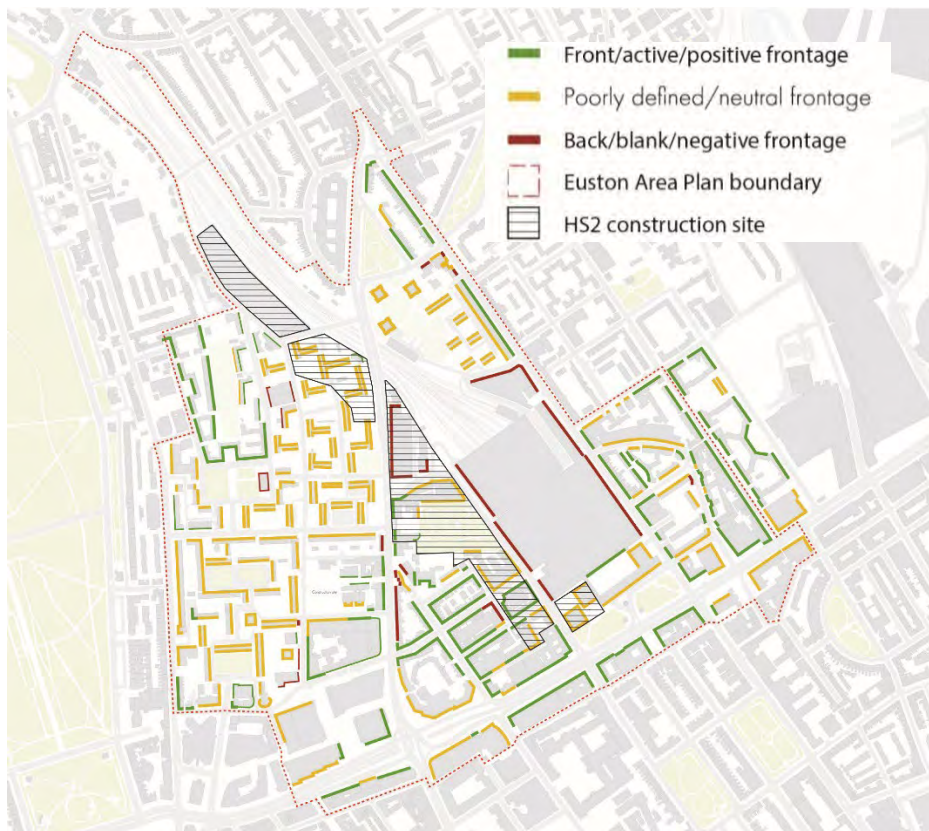 Front/active/positive frontage
Poorly defined/neutral frontage
Back/blank/negative frontage
Euston Area Plan boundary
HS2 construction site